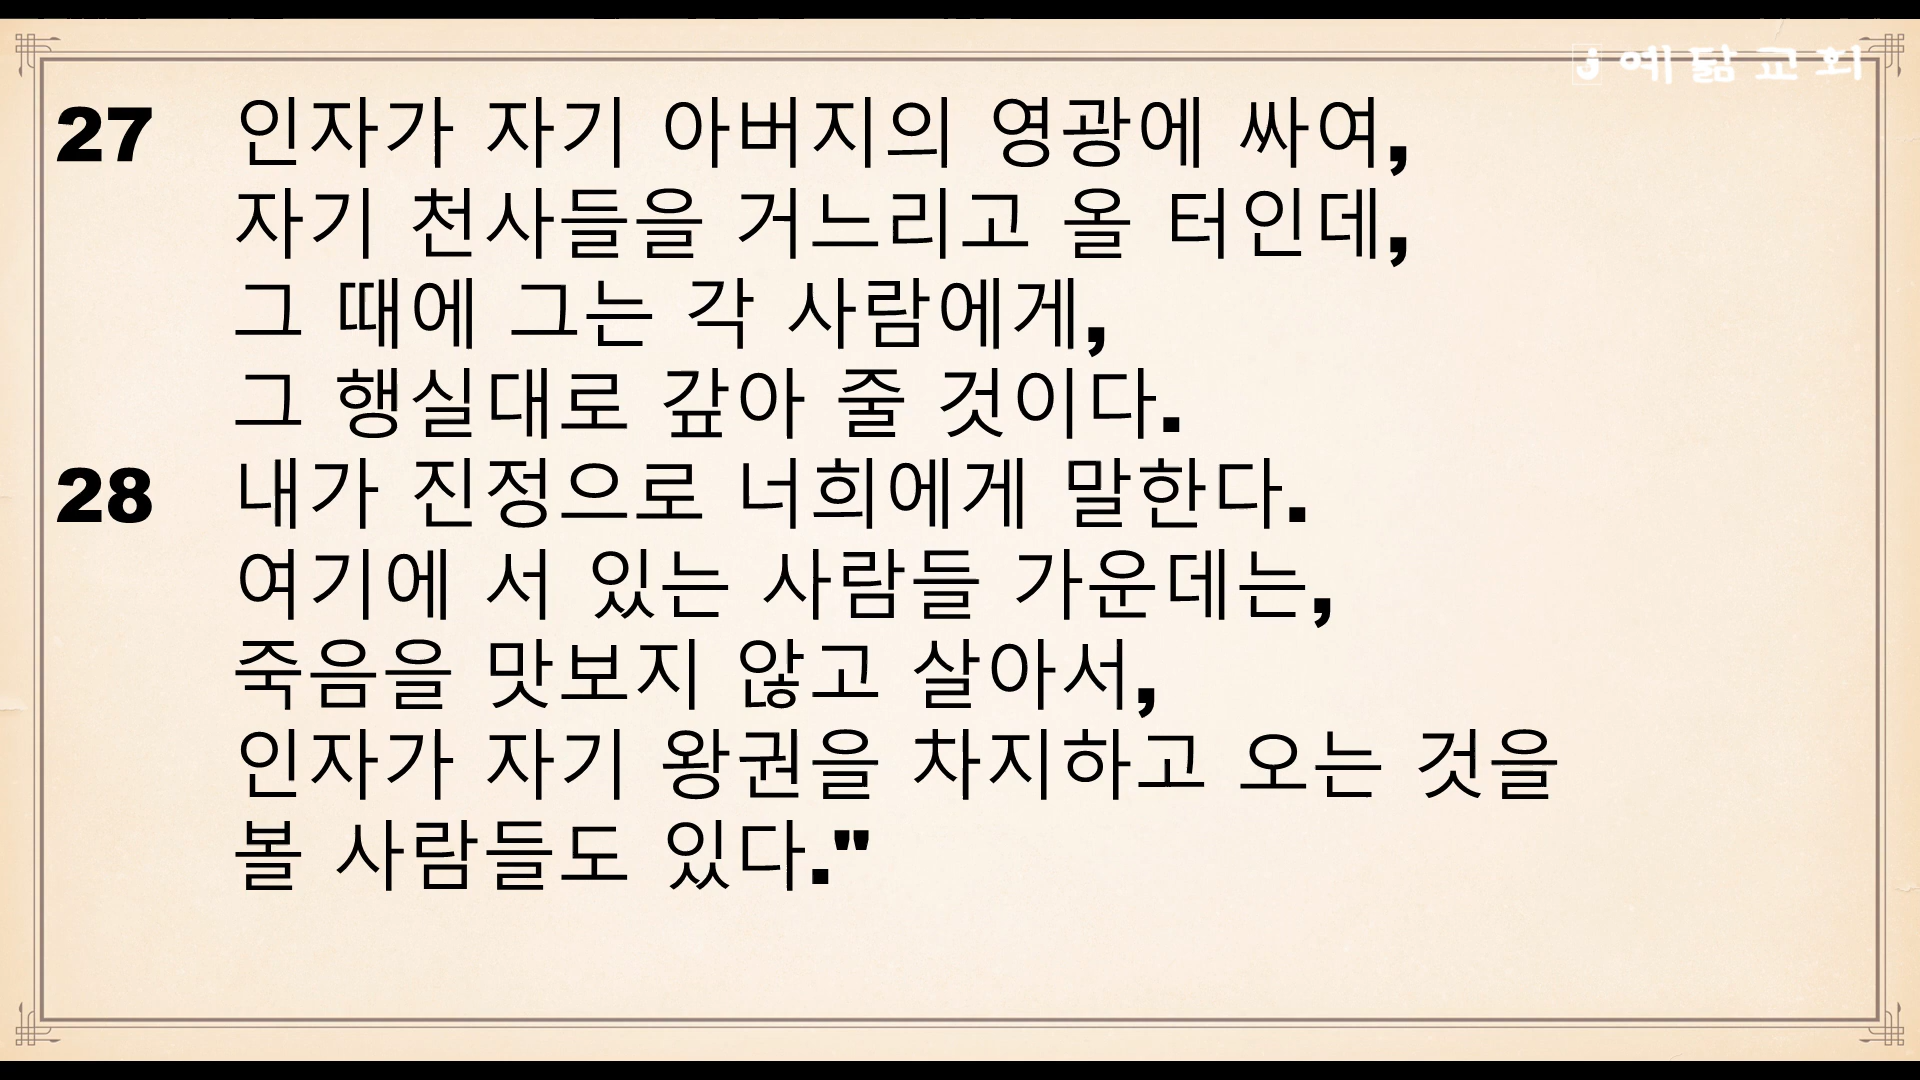 예닮교회
27 인자가 자기 아버지의 영광에 싸여,
자기 천사들을 거느리고 올 터인데,
그 때에 그는 각 사람에게,
그 행실대로 갚아 줄 것이다.
28 내가 진정으로 너희에게 말한다.
여기에 서 있는 사람들 가운데는,
죽음을 맛보지 않고 살아서,
인자가 자기 왕권을 차지하고 오는 것을
볼 사람들도 있다."